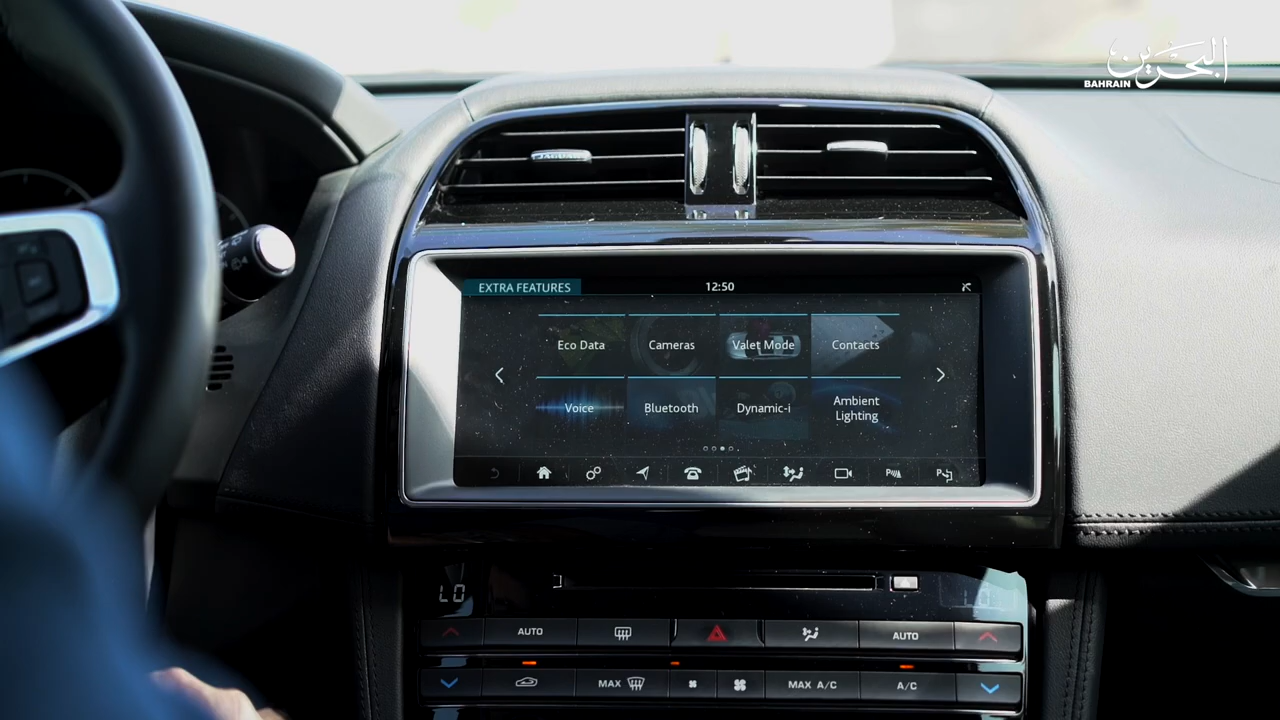 البحرين
BAHRAIN
JAGUAR
EXTRA FEATURES
12:50
Eco Data
Cameras
Valet Mode
Contacts
Voice
Bluetooth
Dynamic-i
Ambient
Lighting
LO
AUTO
AUTO
MAX
MAX A/C
A/C